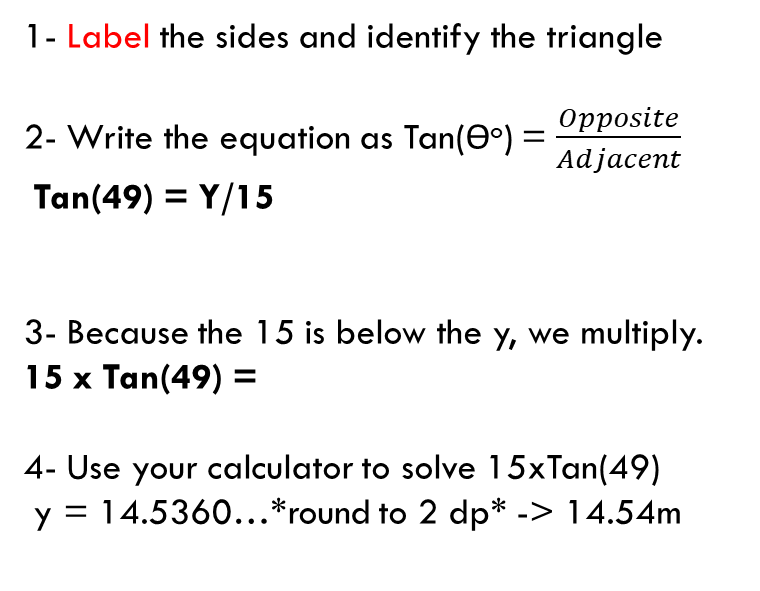 1- Label the sides and identify the triangle
2- Write the equation as Tan(Ѳᵒ) = Opposite/Adjacent
Tan(49) = Y/15
3- Because the 15 is below the y, we multiply.
15 x Tan(49) =
4- Use your calculator to solve 15xTan(49)
y = 14.5360...*round to 2 dp* -> 14.54m